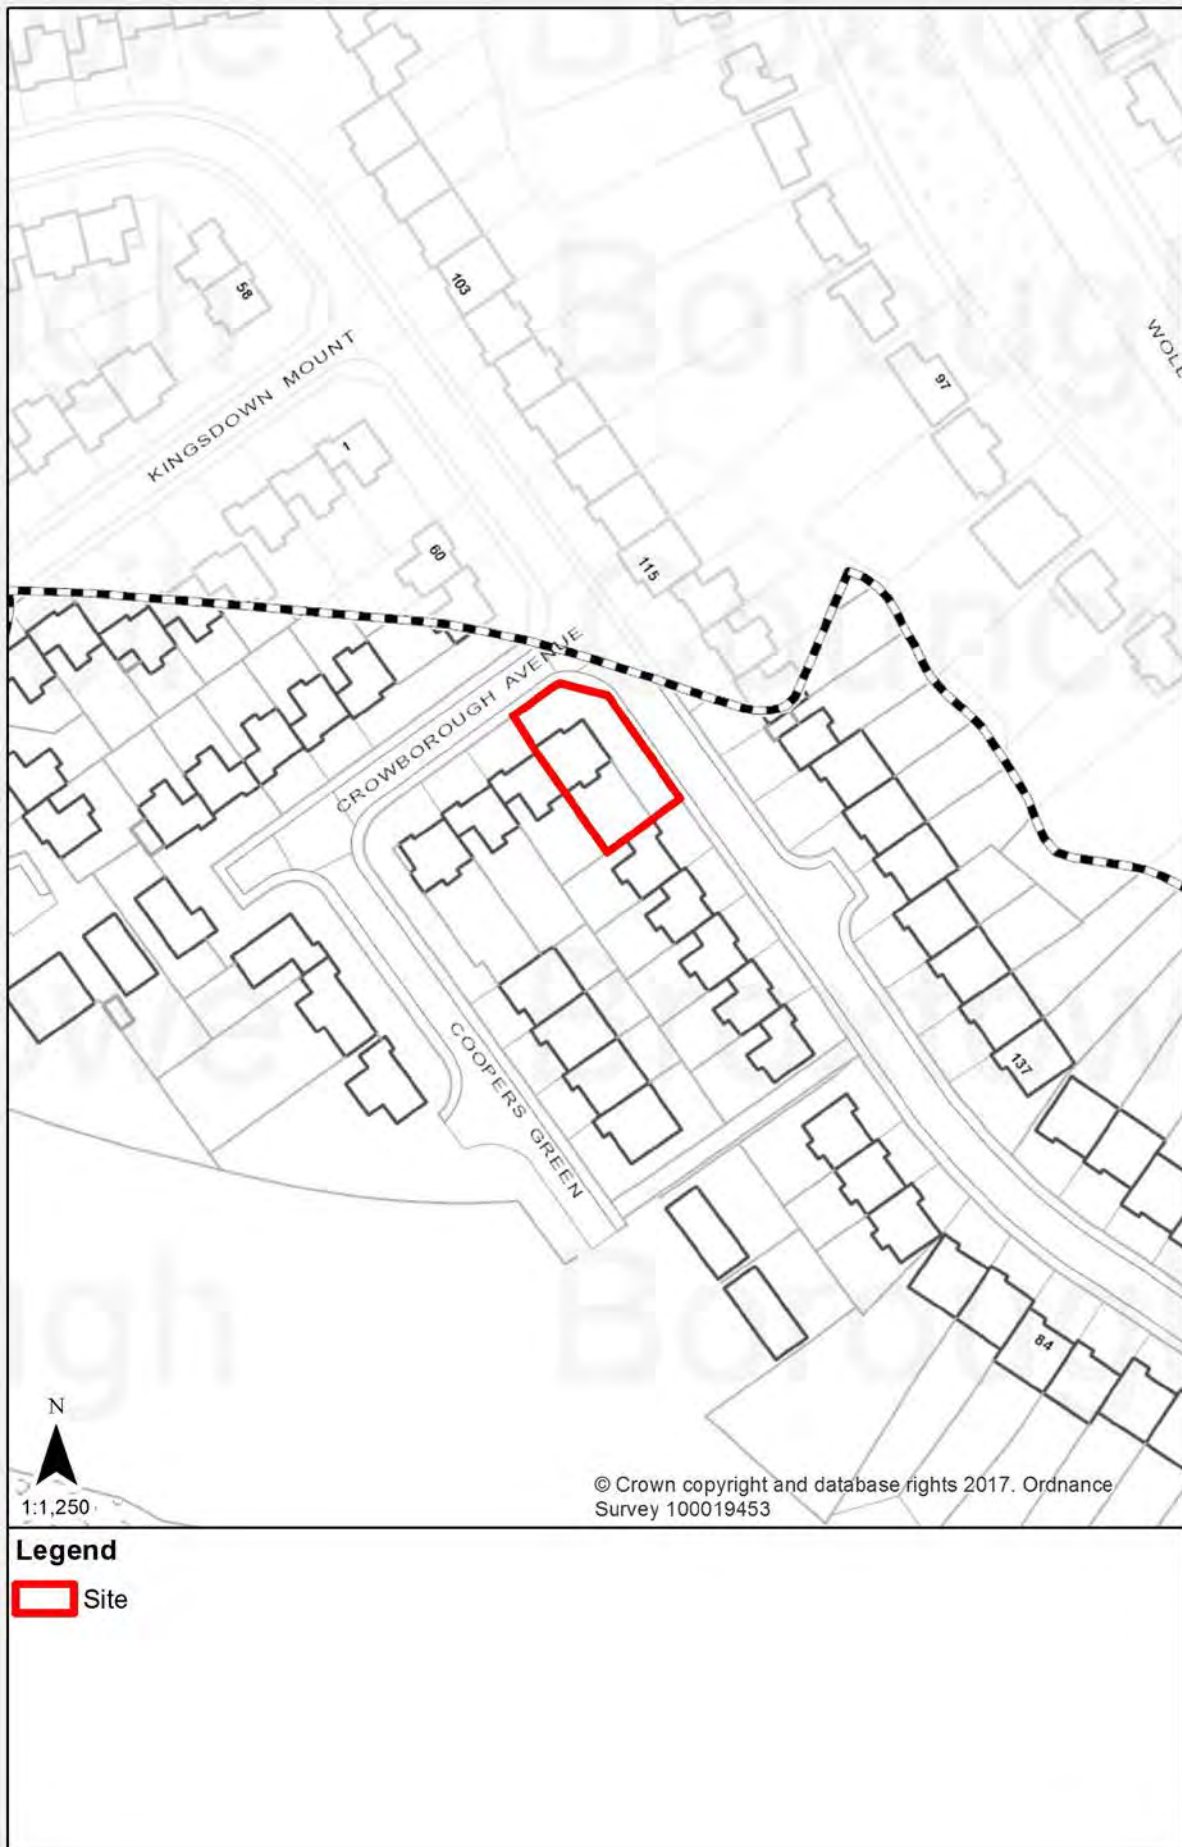 58
103
WOLL
97
KINGSDOWN MOUNT
1
60
115
CROWBOROUGH AVENUE
COOPERS GREEN
137
84
N
1:1,250
© Crown copyright and database rights 2017. Ordnance
Survey 100019453
Legend
Site